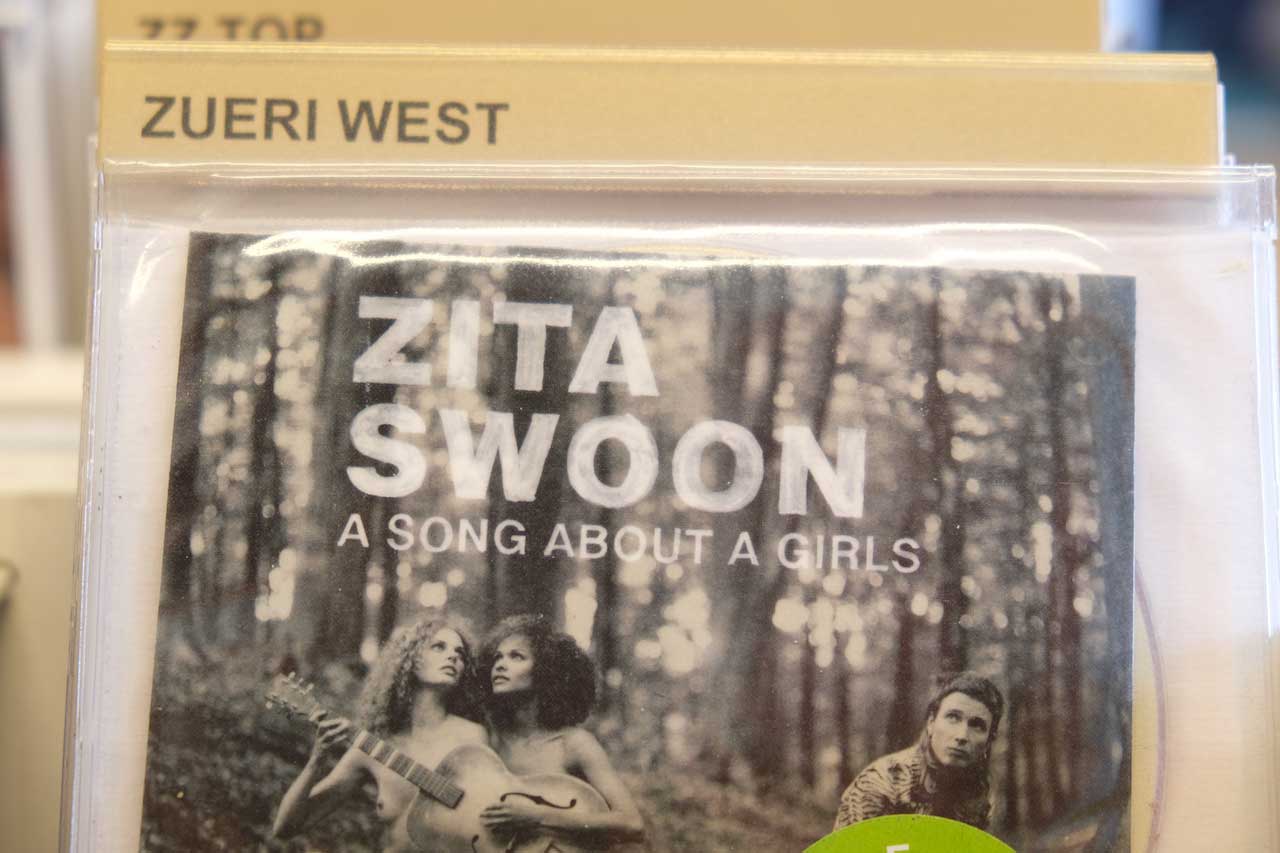 ZZ TOP
ZUERI WEST
ZITA
SWOON
A SONG ABOUT A GIRLS